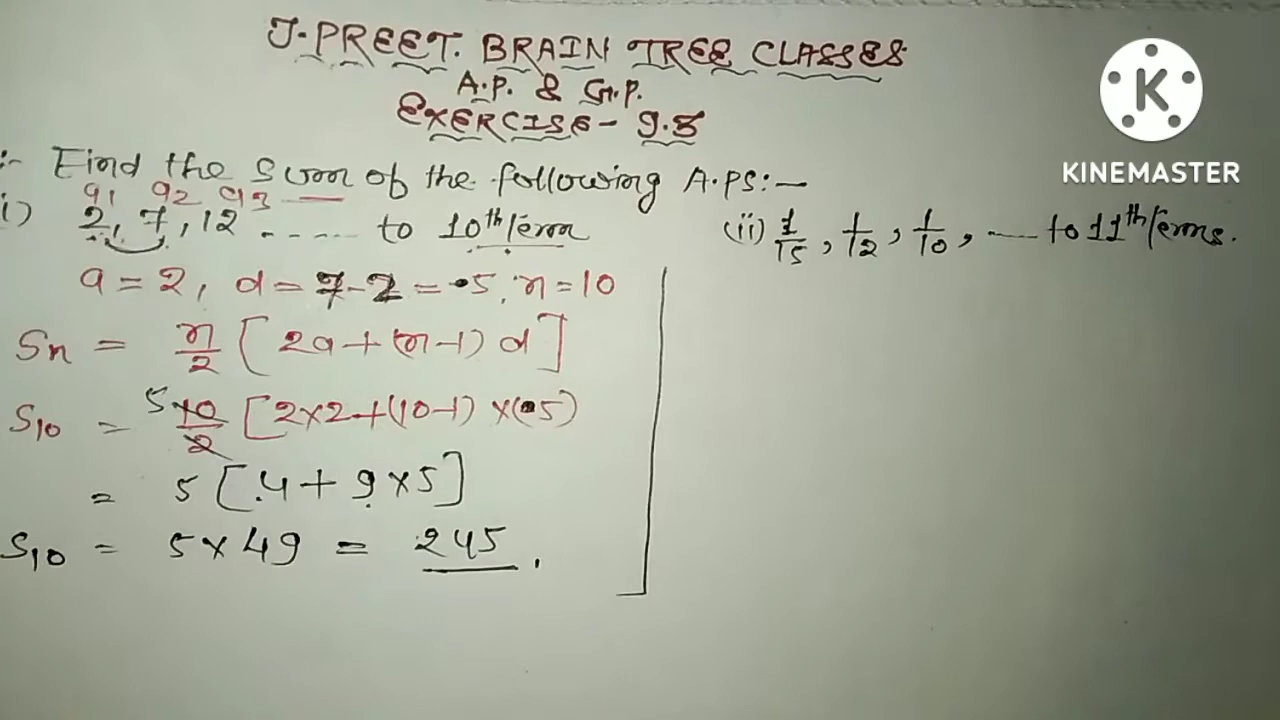 J.PREET. BRAIN TREE CLASSES
A.P. & G.P.
EXERCISE - 9.3
:- Find the sum of the following A.PS:—
a1 a2 a3 —
i) 2, 7, 12 ...... to 10th term
(ii) 1/15, 1/12, 1/10, ...... to 11th terms.
a = 2, d = 7-2 = 5, n = 10
Sn = n/2 [2a+(n-1) d]
S10 = 5 10/2 [2×2+(10-1) ×(5)
= 5 [4+9×5]
S10 = 5×49 = 245.
K
KINEMASTER